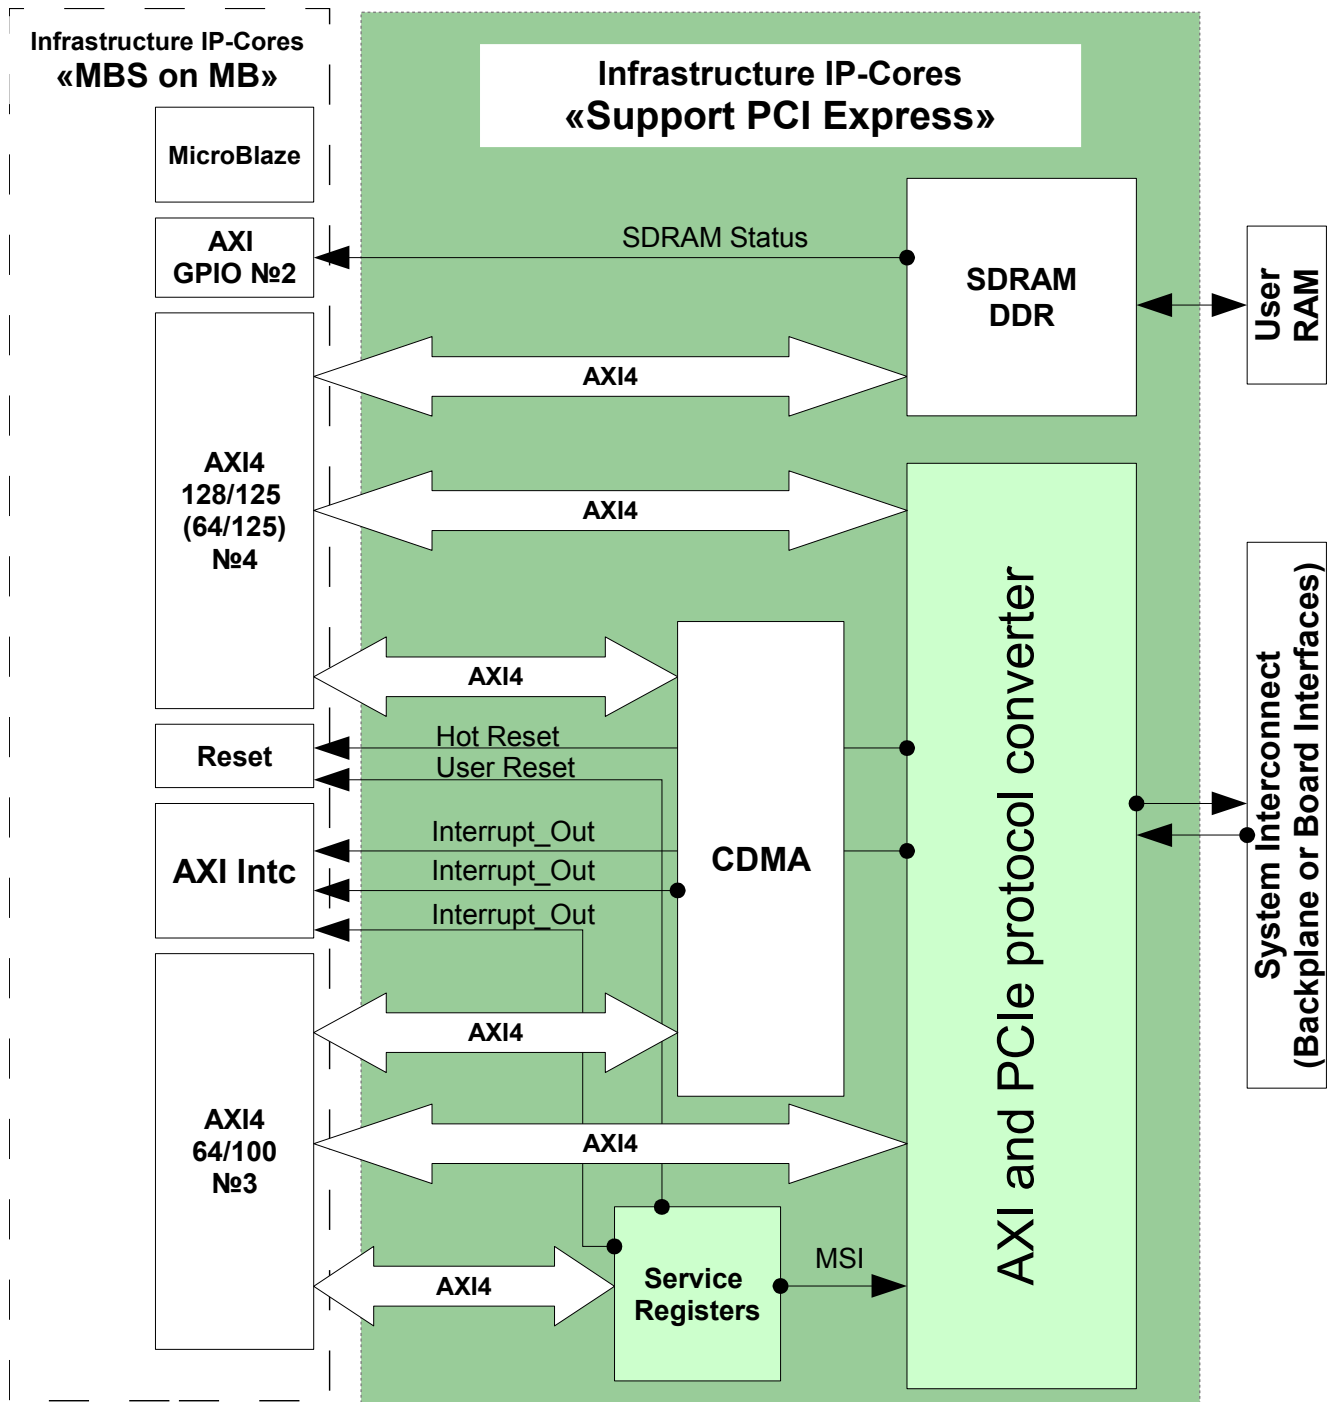 Infrastructure IP-Cores
«MBS on MB»
Infrastructure IP-Cores
«Support PCI Express»
MicroBlaze
AXI
GPIO №2
SDRAM Status
SDRAM
DDR
User
RAM
AXI4
AXI4
128/125
(64/125)
№4
AXI4
AXI4
Reset
Hot Reset
User Reset
AXI Intc
Interrupt_Out
Interrupt_Out
Interrupt_Out
CDMA
AXI and PCIe protocol converter
System Interconnect
(Backplane or Board Interfaces)
AXI4
AXI4
64/100
№3
AXI4
AXI4
Service
Registers
MSI